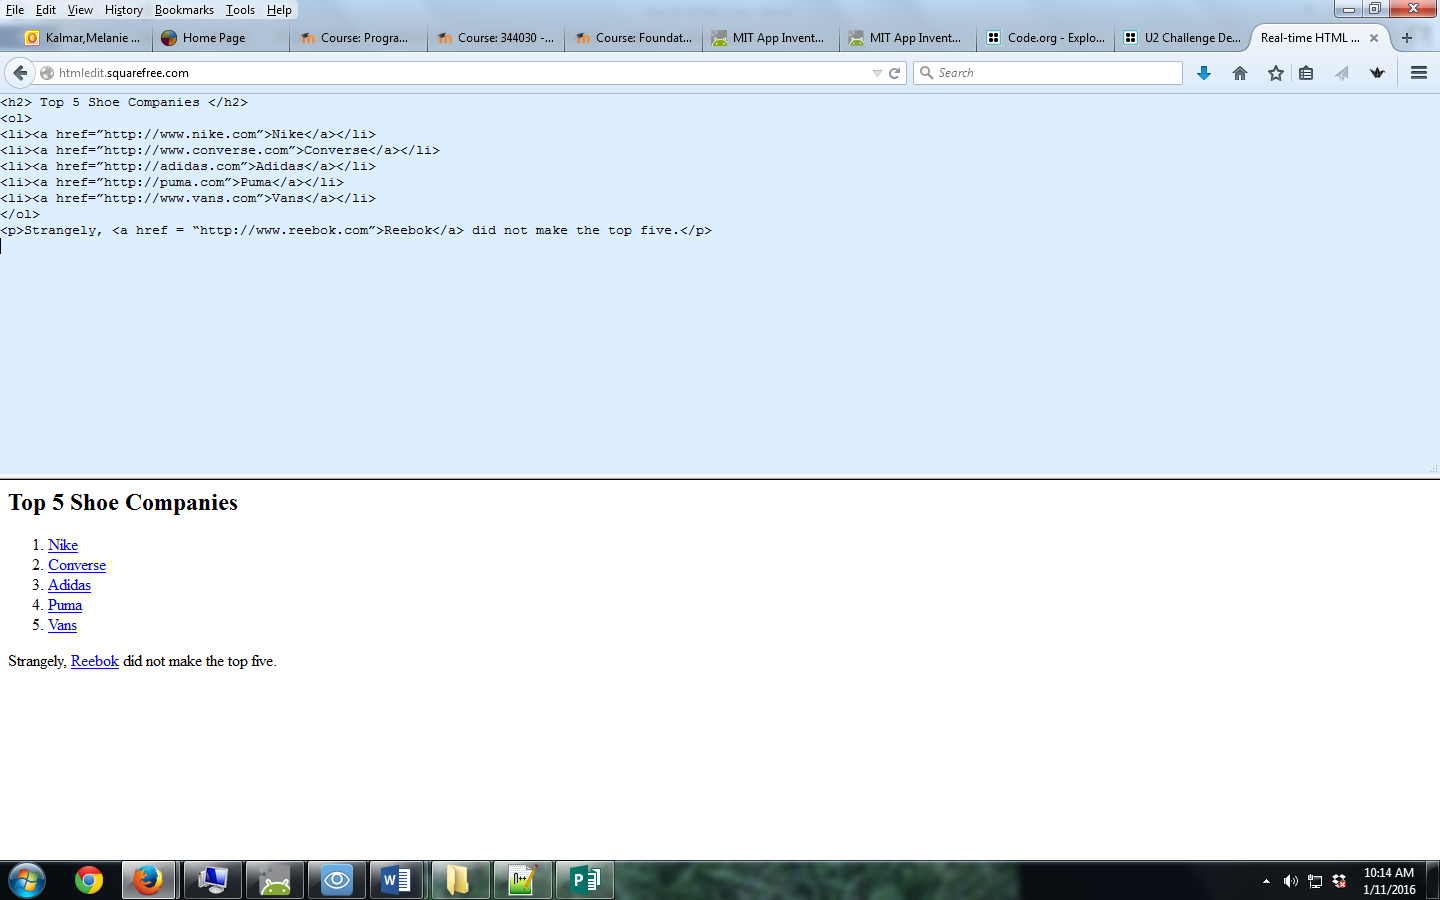 File Edit View History Bookmarks Tools Help
Kalmar,Melanie ... Home Page Course: Progra... Course: 344030 -... Course: Foundat... MIT App Invent... MIT App Invent... Code.org - Explo... U2 Challenge De... Real-time HTML ...
htmledit.squarefree.com Search
<h2> Top 5 Shoe Companies </h2>
<ol>
<li><a href=”http://www.nike.com”>Nike</a></li>
<li><a href=”http://www.converse.com”>Converse</a></li>
<li><a href=”http://adidas.com”>Adidas</a></li>
<li><a href=”http://puma.com”>Puma</a></li>
<li><a href=”http://www.vans.com”>Vans</a></li>
</ol>
<p>Strangely, <a href = “http://www.reebok.com”>Reebok</a> did not make the top five.</p>
Top 5 Shoe Companies
1. Nike
2. Converse
3. Adidas
4. Puma
5. Vans
Strangely, Reebok did not make the top five.
10:14 AM
1/11/2016